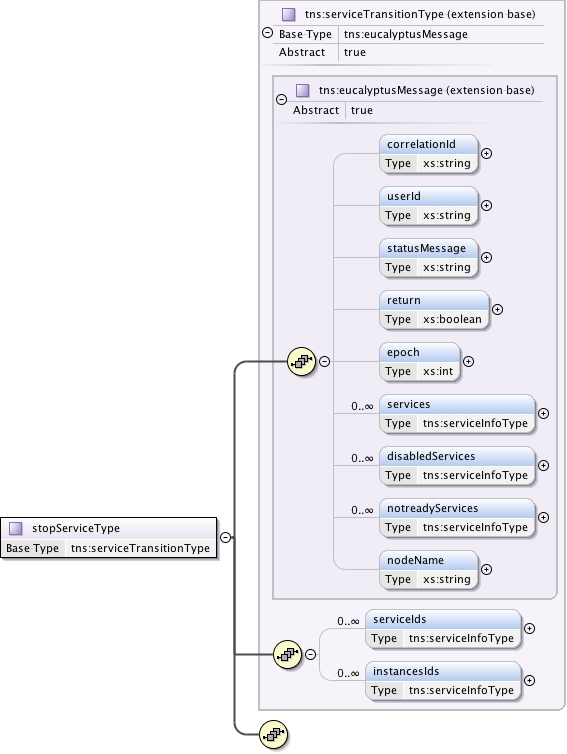 tns:serviceTransitionType (extension base)
Base Type tns:eucalyptusMessage
Abstract true
tns:eucalyptusMessage (extension base)
Abstract true
correlationId
Type xs:string
userId
Type xs:string
statusMessage
Type xs:string
return
Type xs:boolean
epoch
Type xs:int
0..∞ services
Type tns:serviceInfoType
0..∞ disabledServices
Type tns:serviceInfoType
0..∞ notreadyServices
Type tns:serviceInfoType
stopServiceType
Base Type tns:serviceTransitionType
nodeName
Type xs:string
0..∞ serviceIds
Type tns:serviceInfoType
0..∞ instancesIds
Type tns:serviceInfoType